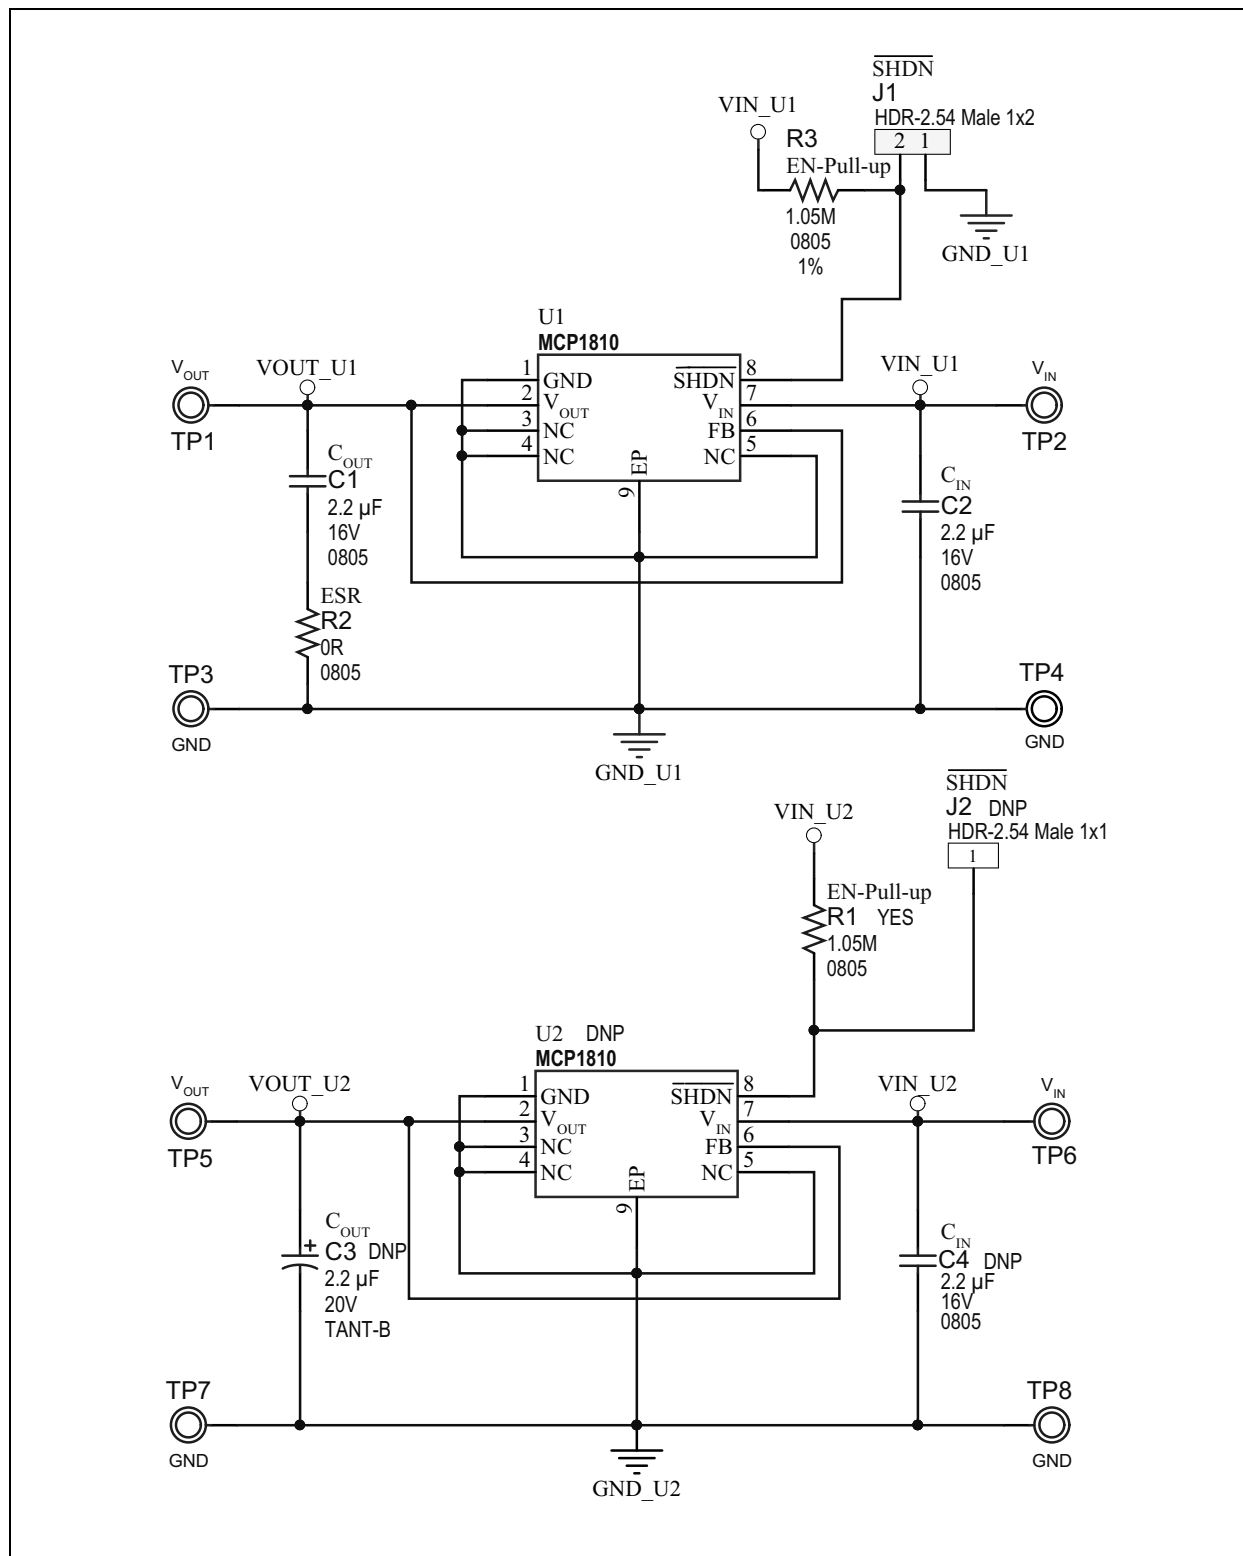 SHDN
J1
HDR-2.54 Male 1x2
2 1
VIN_U1
R3
EN-Pull-up
1.05M
0805
1%
GND_U1
U1
MCP1810
1 GND
2 VOUT
3 NC
4 NC
SHDN 8
VIN 7
FB 6
NC 5
EP
9
VOUT
TP1
VOUT_U1
VIN_U1
VIN
TP2
COUT
C1
2.2 µF
16V
0805
ESR
R2
0R
0805
CIN
C2
2.2 µF
16V
0805
TP3
GND
TP4
GND
GND_U1
SHDN
J2 DNP
HDR-2.54 Male 1x1
1
VIN_U2
EN-Pull-up
R1 YES
1.05M
0805
U2 DNP
MCP1810
1 GND
2 VOUT
3 NC
4 NC
SHDN 8
VIN 7
FB 6
NC 5
EP
9
VOUT
TP5
VOUT_U2
VIN_U2
VIN
TP6
COUT
+
C3 DNP
2.2 µF
20V
TANT-B
CIN
C4 DNP
2.2 µF
16V
0805
TP7
GND
TP8
GND
GND_U2